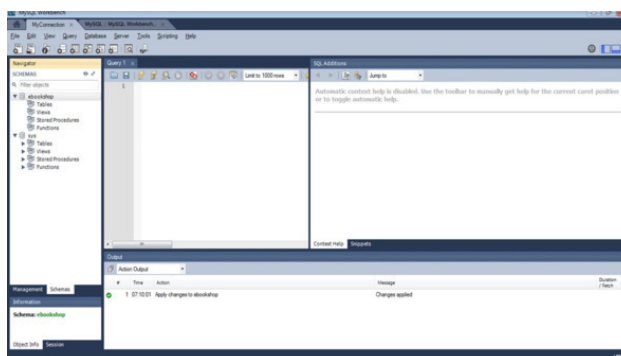 MySQL Workbench
MyConnection x MySQL Workbench x
File Edit View Query Database Server Tools Scripting Help
Navigator
SCHEMAS
Filter objects
ebookshop
Tables
Views
Stored Procedures
Functions
sys
Tables
Views
Stored Procedures
Functions
Management Schemas
Information
Schema: ebookshop
Object Info Session
Query 1 x
Limit to 1000 rows
1
SQL Additions
Jump to
Automatic context help is disabled. Use the toolbar to manually get help for the current caret position
or to toggle automatic help.
Context Help Snippets
Output
Action Output
# Time Action Message Duration / Fetch
1 07:10:01 Apply changes to ebookshop Changes applied